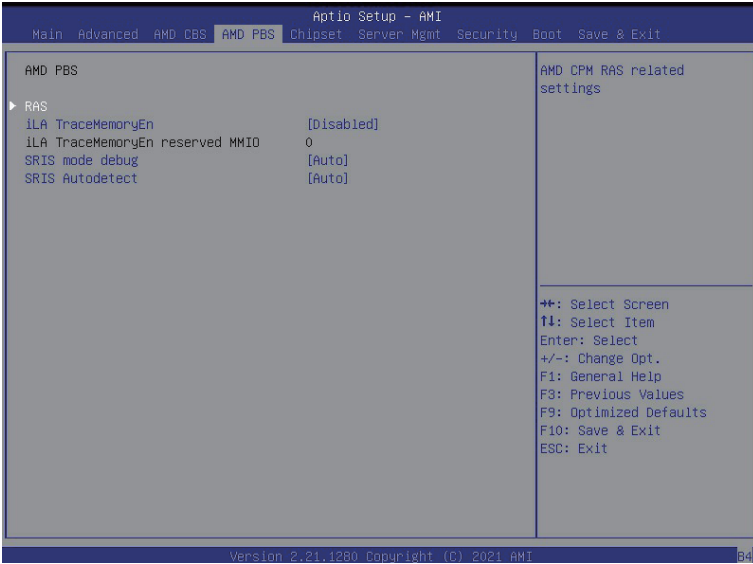 Aptio Setup – AMI
Main Advanced AMD CBS AMD PBS Chipset Server Mgmt Security Boot Save & Exit
AMD PBS
RAS
iLA TraceMemoryEn [Disabled]
iLA TraceMemoryEn reserved MMIO 0
SRIS mode debug [Auto]
SRIS Autodetect [Auto]
AMD CPM RAS related
settings
→←: Select Screen
↑↓: Select Item
Enter: Select
+/-: Change Opt.
F1: General Help
F3: Previous Values
F9: Optimized Defaults
F10: Save & Exit
ESC: Exit
Version 2.21.1280 Copyright (C) 2021 AMI
B4